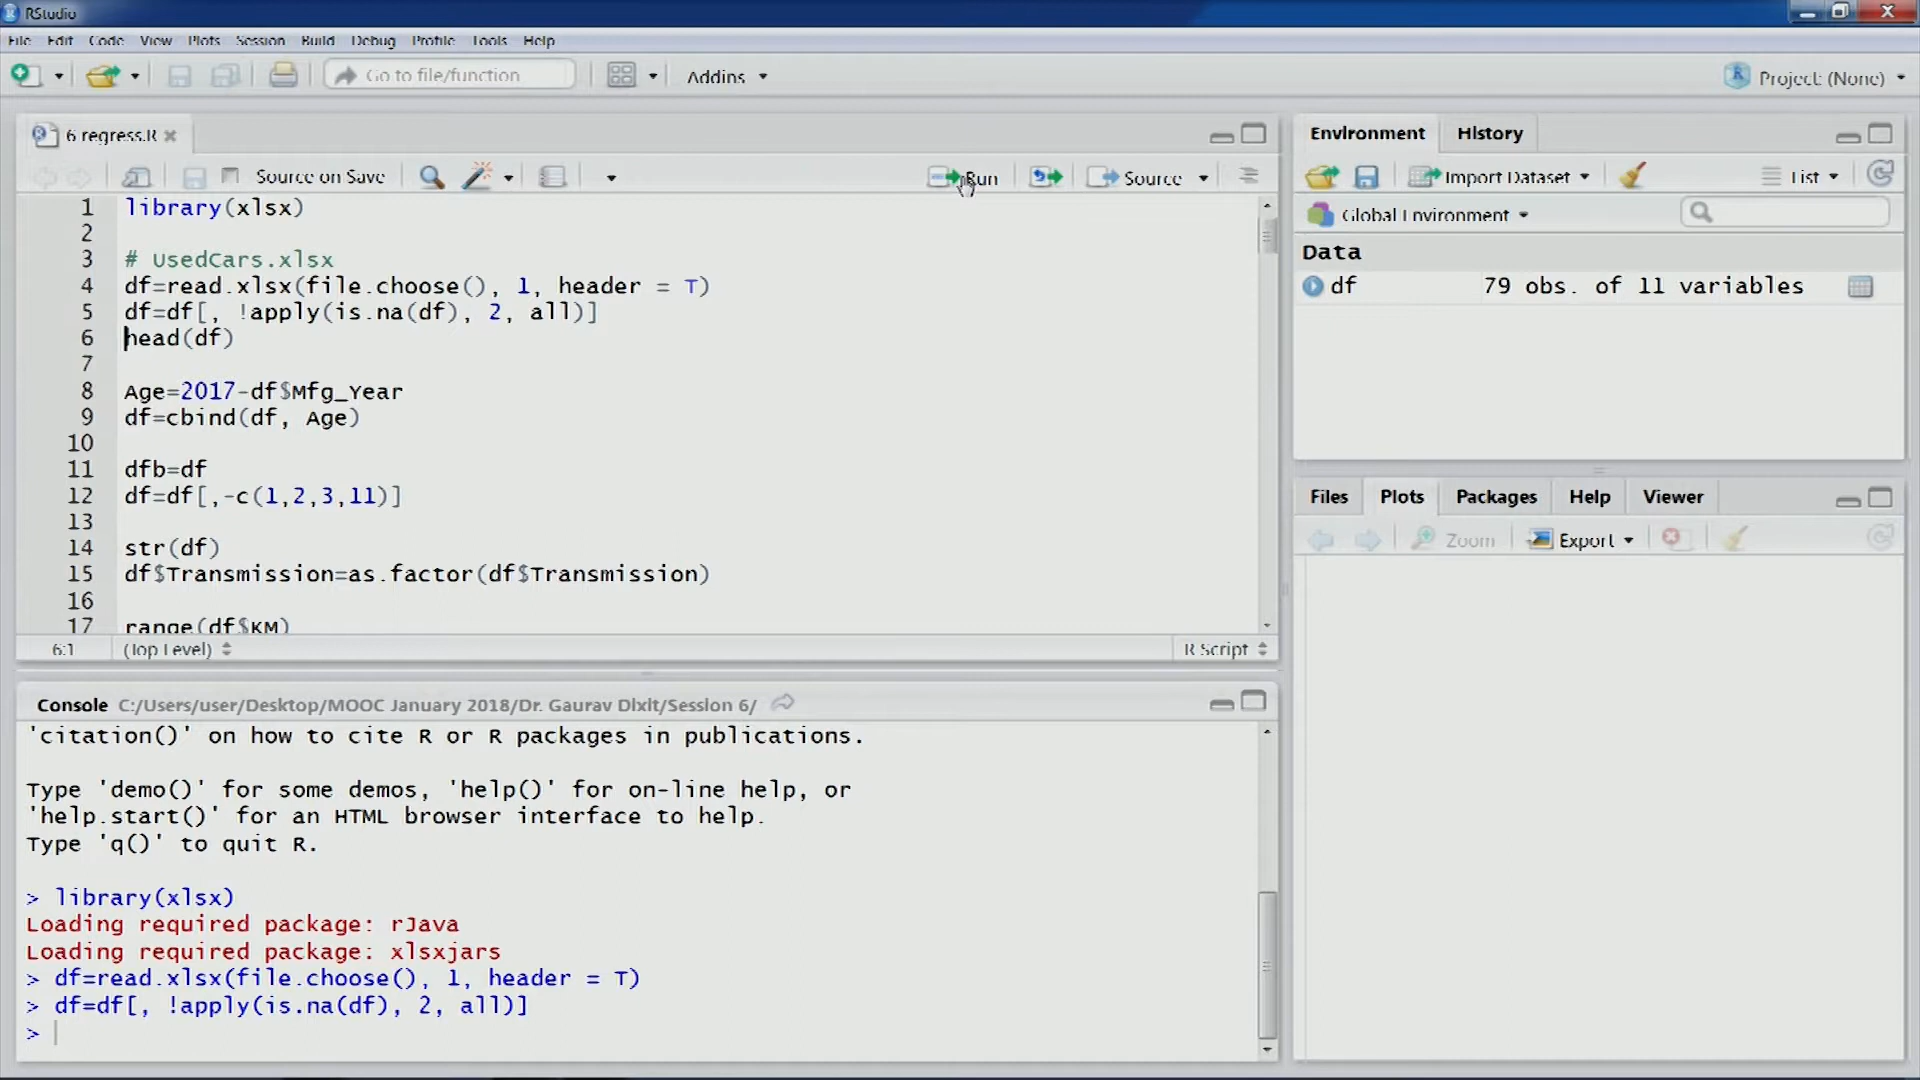 RStudio
File Edit Code View Plots Session Build Debug Profile Tools Help
Go to file/function Addins Project: (None)
6 regress.R
Source on Save Run Source
1 library(xlsx)
2
3 # UsedCars.xlsx
4 df=read.xlsx(file.choose(), 1, header = T)
5 df=df[, !apply(is.na(df), 2, all)]
6 head(df)
7
8 Age=2017-df$Mfg_Year
9 df=cbind(df, Age)
10
11 dfb=df
12 df=df[,-c(1,2,3,11)]
13
14 str(df)
15 df$Transmission=as.factor(df$Transmission)
16
17 range(df$KM)
6:1 (Top Level) R Script
Console C:/Users/user/Desktop/MOOC January 2018/Dr. Gaurav Dixit/Session 6/
'citation()' on how to cite R or R packages in publications.
Type 'demo()' for some demos, 'help()' for on-line help, or
'help.start()' for an HTML browser interface to help.
Type 'q()' to quit R.
> library(xlsx)
Loading required package: rJava
Loading required package: xlsxjars
> df=read.xlsx(file.choose(), 1, header = T)
> df=df[, !apply(is.na(df), 2, all)]
>
Environment History
Import Dataset List
Global Environment
Data
df 79 obs. of 11 variables
Files Plots Packages Help Viewer
Zoom Export